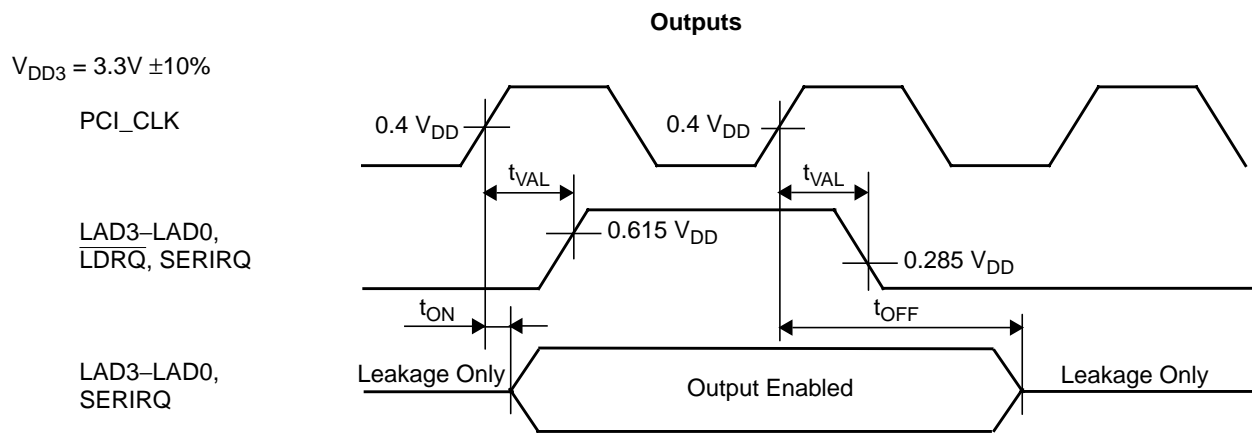 Outputs
VDD3 = 3.3V ±10%
PCI_CLK
0.4 VDD
0.4 VDD
tVAL
tVAL
LAD3–LAD0,
LDRQ, SERIRQ
0.615 VDD
0.285 VDD
tON
tOFF
LAD3–LAD0,
SERIRQ
Leakage Only
Output Enabled
Leakage Only